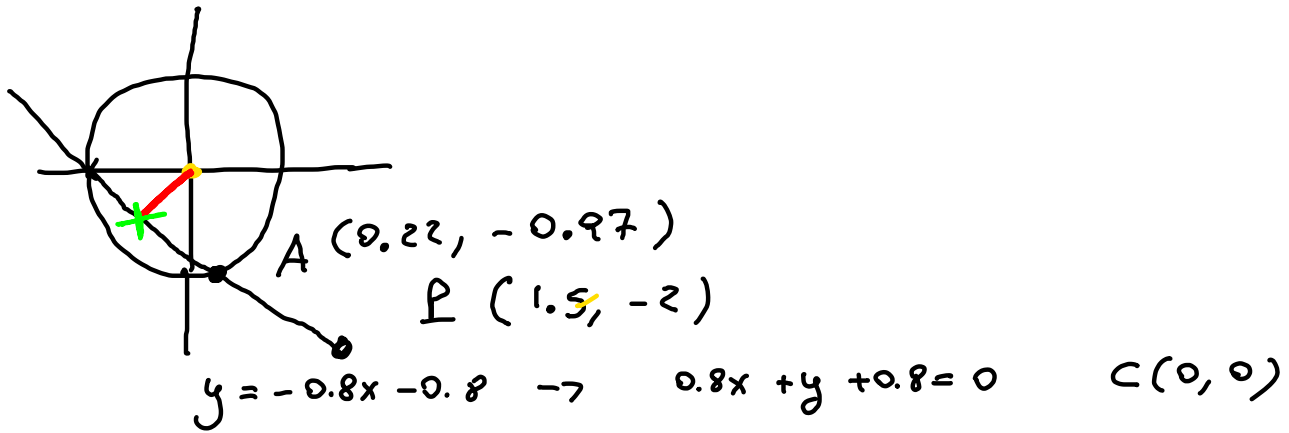 A (0.22, -0.97)
P (1.5, -2)
y = -0.8x -0.8 -> 0.8x + y + 0.8 = 0 C(0, 0)